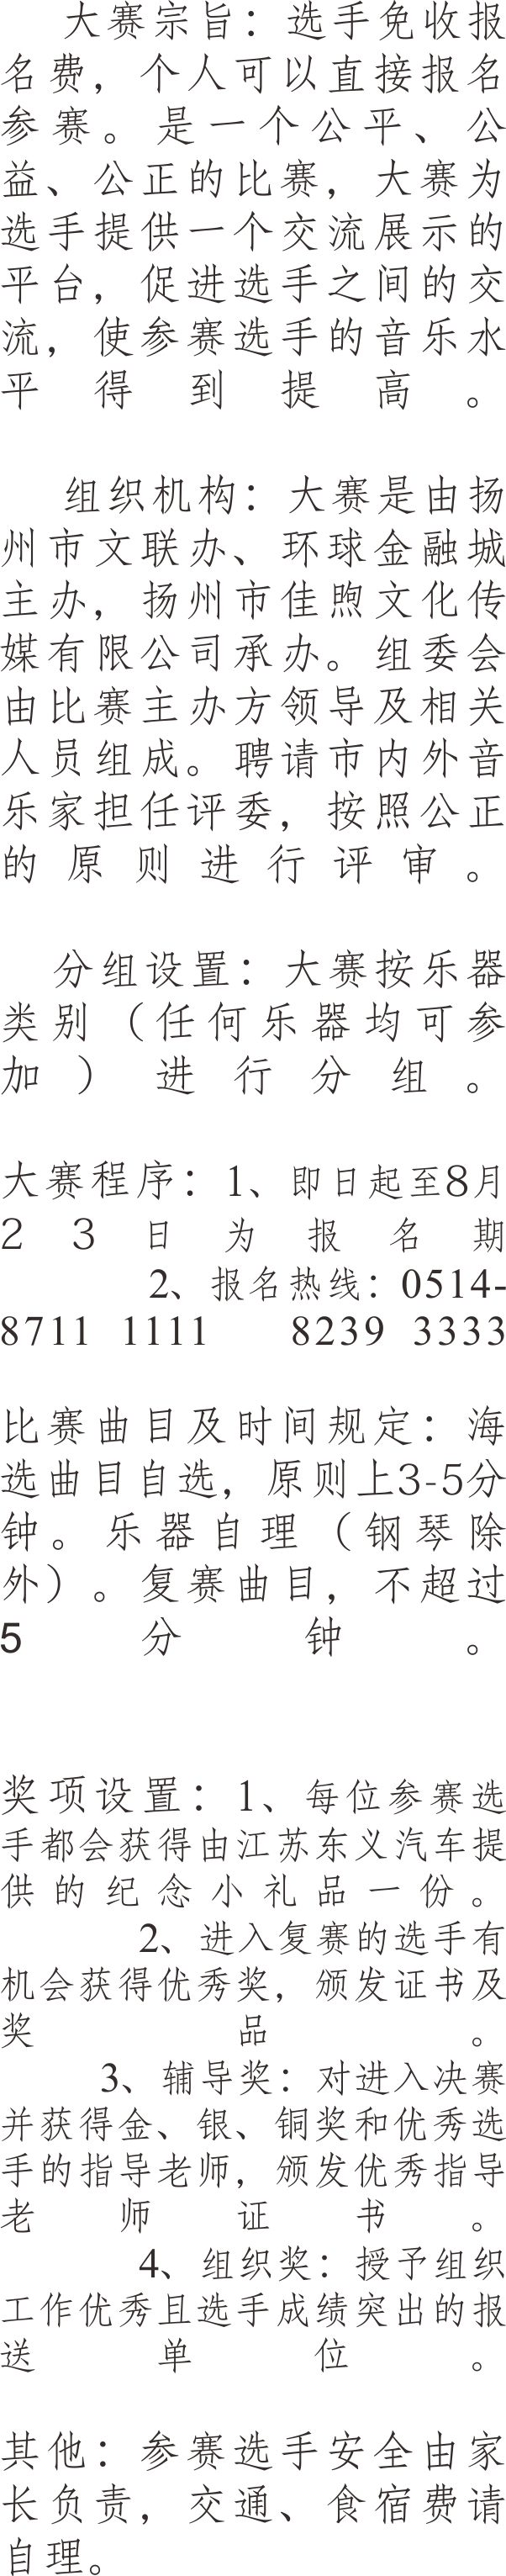 大赛宗旨：选手免收报
名费，个人可以直接报名
参赛。是一个公平、公
益、公正的比赛，大赛为
选手提供一个交流展示的
平台，促进选手之间的交
流，使参赛选手的音乐水
平得到提高。
组织机构：大赛是由扬
州市文联办、环球金融城
主办，扬州市佳煦文化传
媒有限公司承办。组委会
由比赛主办方领导及相关
人员组成。聘请市内外音
乐家担任评委，按照公正
的原则进行评审。
分组设置：大赛按乐器
类别（任何乐器均可参
加）进行分组。
大赛程序：1、即日起至8月
23日为报名期
2、报名热线：0514-
8711 1111 8239 3333
比赛曲目及时间规定：海
选曲目自选，原则上3-5分
钟。乐器自理（钢琴除
外）。复赛曲目，不超过
5分钟。
奖项设置：1、每位参赛选
手都会获得由江苏东义汽车提
供的纪念小礼品一份。
2、进入复赛的选手有
机会获得优秀奖，颁发证书及
奖品。
3、辅导奖：对进入决赛
并获得金、银、铜奖和优秀选
手的指导老师，颁发优秀指导
老师证书。
4、组织奖：授予组织
工作优秀且选手成绩突出的报
送单位。
其他：参赛选手安全由家
长负责，交通、食宿费请
自理。